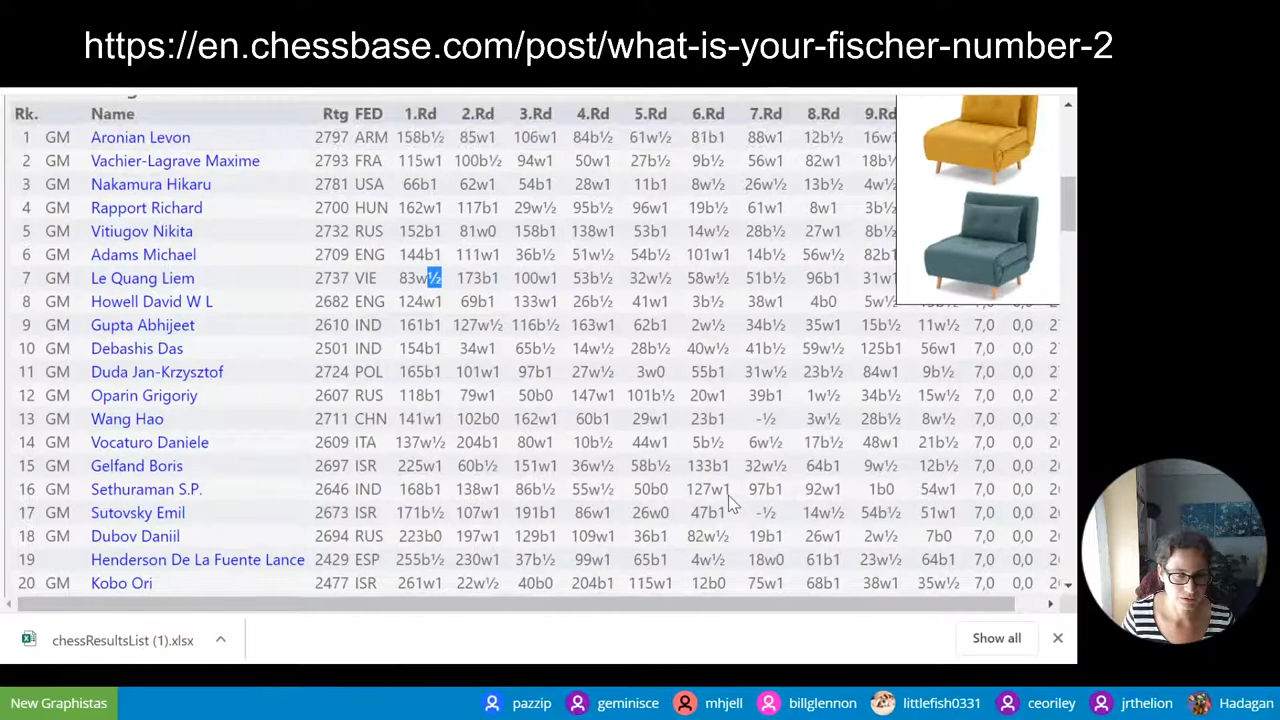 https://en.chessbase.com/post/what-is-your-fischer-number-2
Rk. Name Rtg FED 1.Rd 2.Rd 3.Rd 4.Rd 5.Rd 6.Rd 7.Rd 8.Rd 9.Rd
1 GM Aronian Levon 2797 ARM 158b½ 85w1 106w1 84b½ 61w½ 81b1 88w1 12b½ 16w1
2 GM Vachier-Lagrave Maxime 2793 FRA 115w1 100b½ 94w1 50w1 27b½ 9b½ 56w1 82w1 18b½
3 GM Nakamura Hikaru 2781 USA 66b1 62w1 54b1 28w1 11b1 8w½ 26w½ 13b½ 4w½
4 GM Rapport Richard 2700 HUN 162w1 117b1 29w½ 95b½ 96w1 19b½ 61w1 8w1 3b½
5 GM Vitiugov Nikita 2732 RUS 152b1 81w0 158b1 138w1 53b1 14w½ 28b½ 27w1 8b½
6 GM Adams Michael 2709 ENG 144b1 111w1 36b½ 51w½ 54b½ 101w1 14b½ 56w½ 82b1
7 GM Le Quang Liem 2737 VIE 83w½ 173b1 100w1 53b½ 32w½ 58w½ 51b½ 96b1 31w1
8 GM Howell David W L 2682 ENG 124w1 69b1 133w1 26b½ 41w1 3b½ 38w1 4b0 5w½
9 GM Gupta Abhijeet 2610 IND 161b1 127w½ 116b½ 163w1 62b1 2w½ 34b½ 35w1 15b½ 11w½ 7,0 0,0
10 GM Debashis Das 2501 IND 154b1 34w1 65b½ 14w½ 28b½ 40w½ 41b½ 59w½ 125b1 56w1 7,0 0,0
11 GM Duda Jan-Krzysztof 2724 POL 165b1 101w1 97b1 27w½ 3w0 55b1 31w½ 23b½ 84w1 9b½ 7,0 0,0
12 GM Oparin Grigoriy 2607 RUS 118b1 79w1 50b0 147w1 101b½ 20w1 39b1 1w½ 34b½ 15w½ 7,0 0,0
13 GM Wang Hao 2711 CHN 141w1 102b0 162w1 60b1 29w1 23b1 -½ 3w½ 28b½ 8w½ 7,0 0,0
14 GM Vocaturo Daniele 2609 ITA 137w½ 204b1 80w1 10b½ 44w1 5b½ 6w½ 17b½ 48w1 21b½ 7,0 0,0
15 GM Gelfand Boris 2697 ISR 225w1 60b½ 151w1 36w½ 58b½ 133b1 32w½ 64b1 9w½ 12b½ 7,0 0,0
16 GM Sethuraman S.P. 2646 IND 168b1 138w1 86b½ 55w½ 50b0 127w1 97b1 92w1 1b0 54w1 7,0 0,0
17 GM Sutovsky Emil 2673 ISR 171b½ 107w1 191b1 86w1 26w0 47b1 -½ 14w½ 54b½ 51w1 7,0 0,0
18 GM Dubov Daniil 2694 RUS 223b0 197w1 129b1 109w1 36b1 82w½ 19b1 26w1 2w½ 7b0 7,0 0,0
19 Henderson De La Fuente Lance 2429 ESP 255b½ 230w1 37b½ 99w1 65b1 4w½ 18w0 61b1 23w½ 64b1 7,0 0,0
20 GM Kobo Ori 2477 ISR 261w1 22w½ 40b0 204b1 115w1 12b0 75w1 68b1 38w1 35w½ 7,0 0,0
chessResultsList (1).xlsx Show all
New Graphistas pazzip geminisce mhjell billglennon littlefish0331 ceoriley jrthelion Hadagan